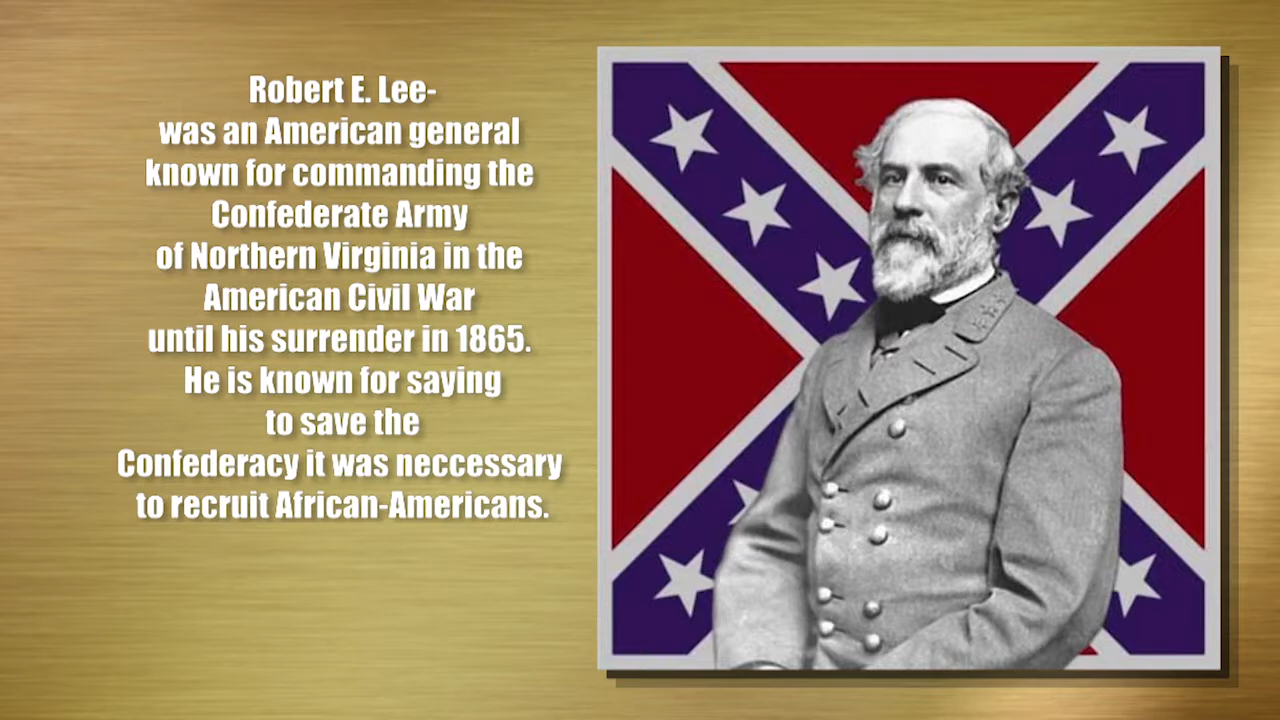 Robert E. Lee-
was an American general
known for commanding the
Confederate Army
of Northern Virginia in the
American Civil War
until his surrender in 1865.
He is known for saying
to save the
Confederacy it was neccessary
to recruit African-Americans.